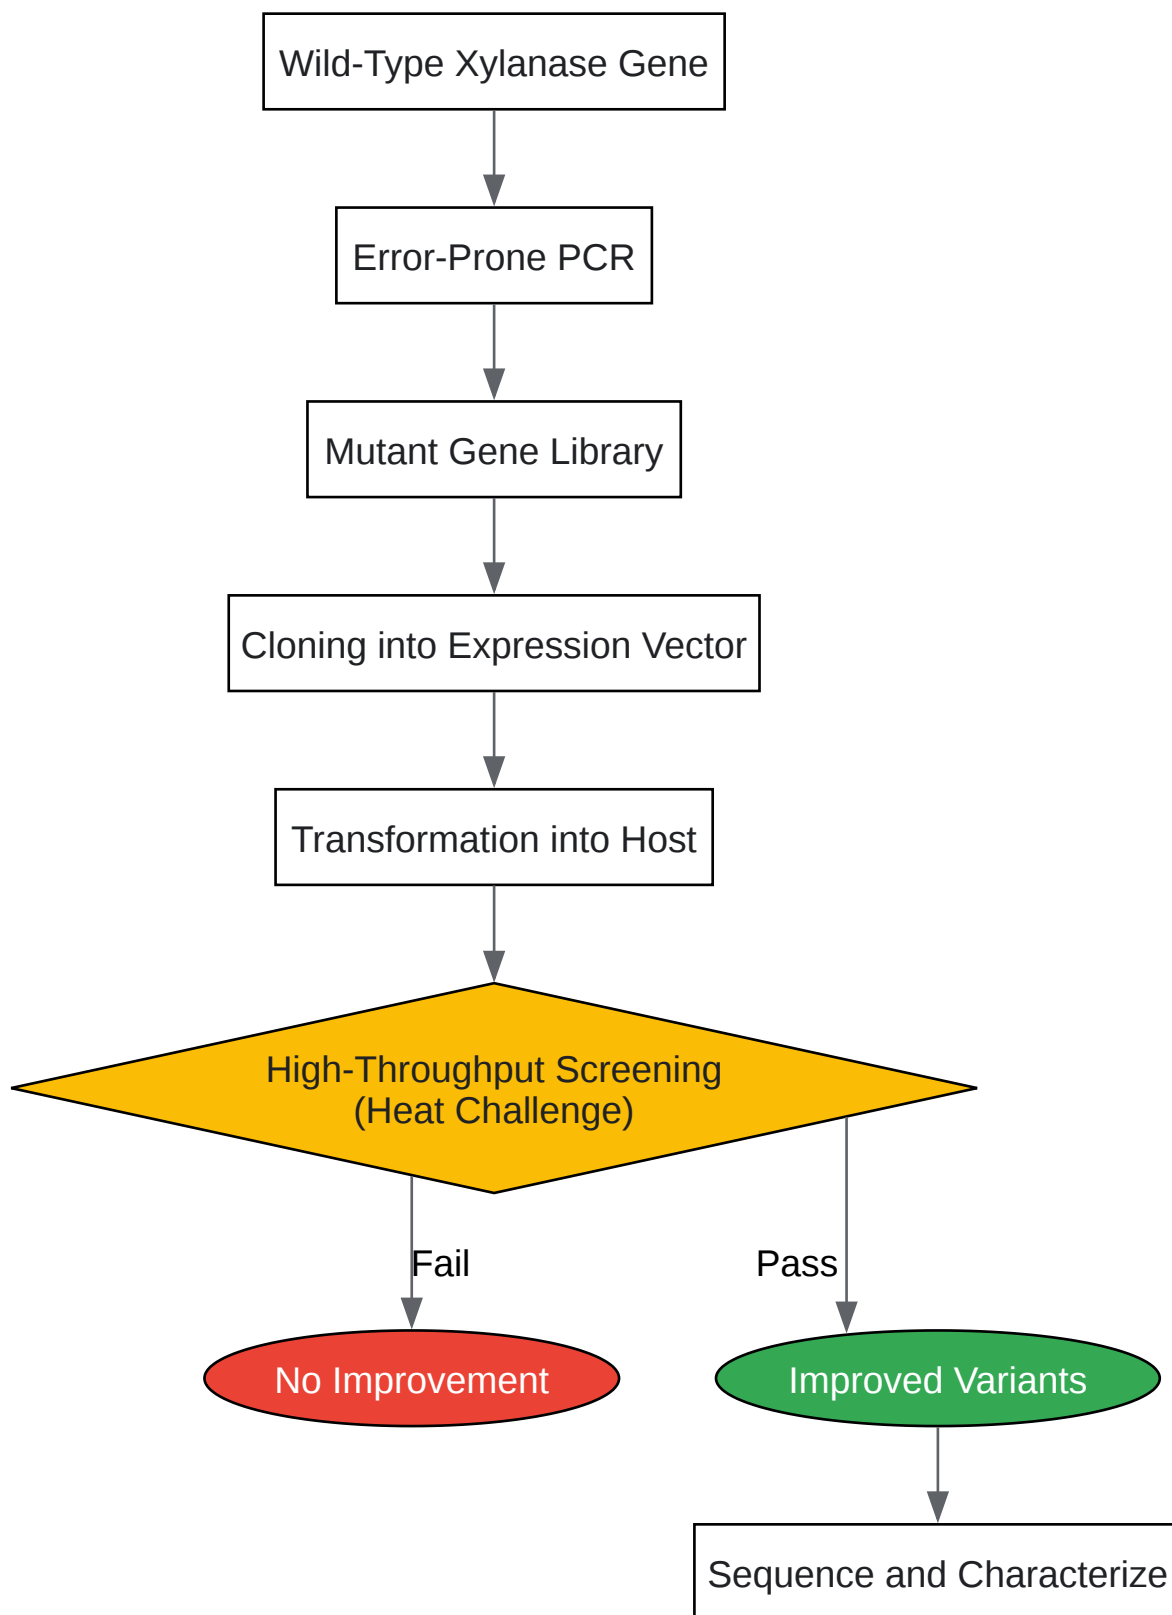 Wild-Type Xylanase Gene
Error-Prone PCR
Mutant Gene Library
Cloning into Expression Vector
Transformation into Host
High-Throughput Screening
(Heat Challenge)
Fail
Pass
No Improvement
Improved Variants
Sequence and Characterize